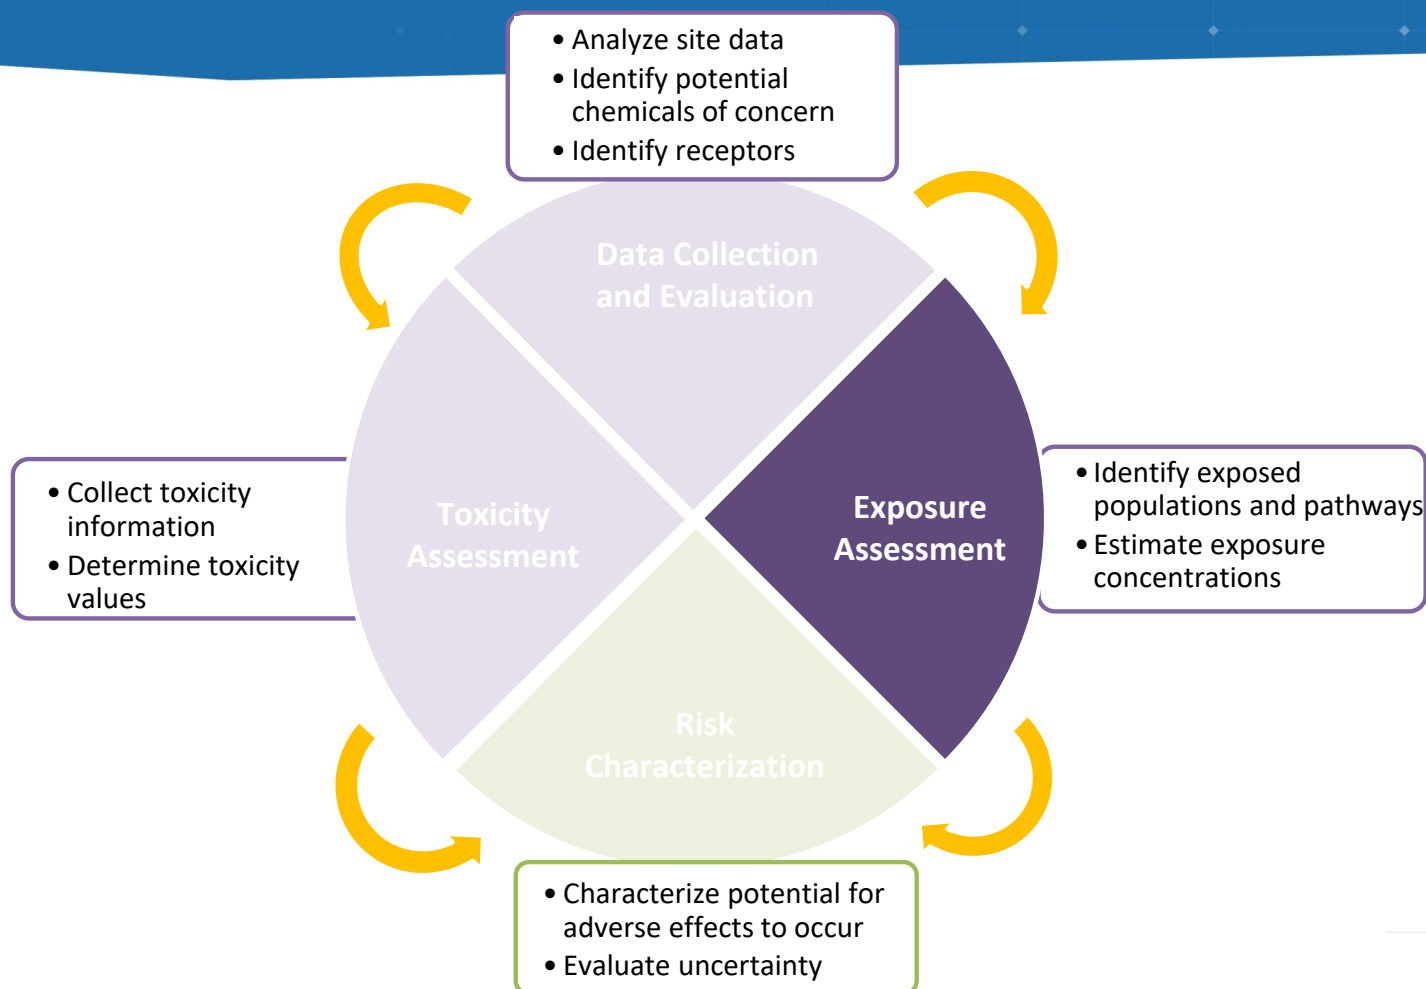 • Analyze site data
• Identify potential
chemicals of concern
• Identify receptors
Data Collection
and Evaluation
• Collect toxicity
information
• Determine toxicity
values
Toxicity
Assessment
Exposure
Assessment
• Identify exposed
populations and pathways
• Estimate exposure
concentrations
Risk
Characterization
• Characterize potential for
adverse effects to occur
• Evaluate uncertainty